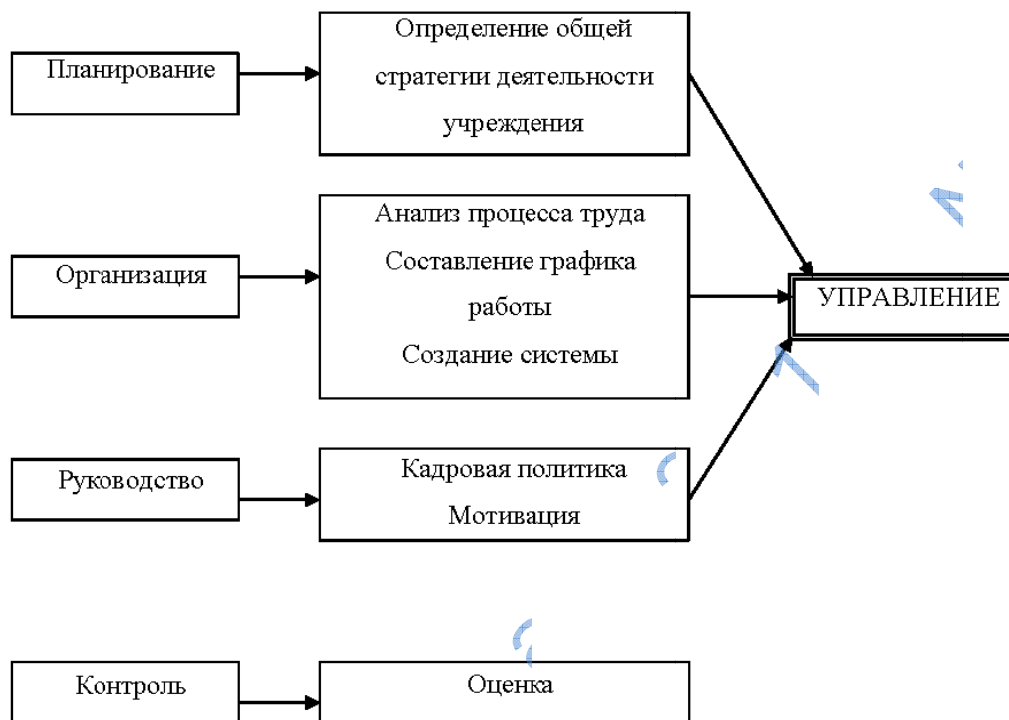 Планирование
Определение общей
стратегии деятельности
учреждения
Организация
Анализ процесса труда
Составление графика
работы
Создание системы
УПРАВЛЕНИЕ
Руководство
Кадровая политика
Мотивация
Контроль
Оценка